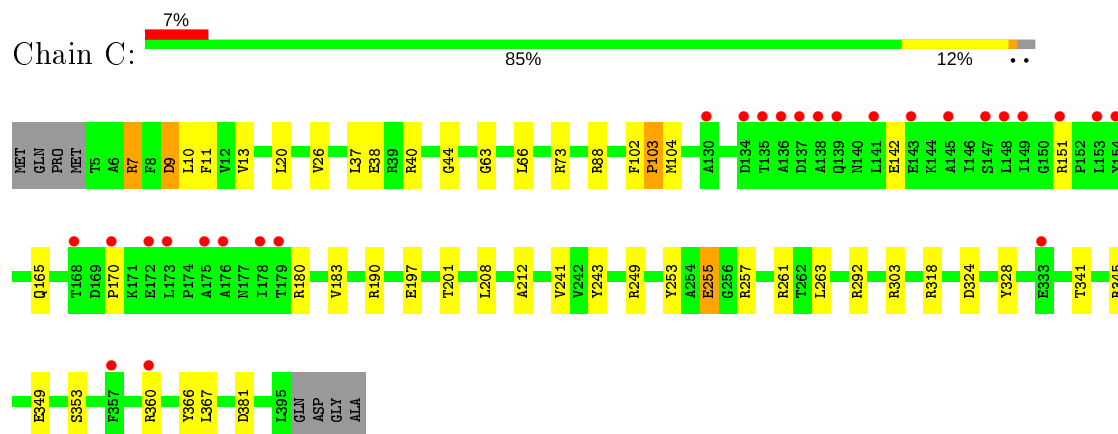 7%
Chain C:
85% 12% • •
MET GLN PRO MET T5 A6 R7 F8 D9 L10 F11 V12 V13 L20 V26 L37 E38 R39 R40 G44 G63 L66 R73 R88 F102 P103 M104 A130 D134 T135 A136 D137 A138 Q139 N140 L141 E142 E143 K144 A145 I146 S147 L148 I149 G150 R151 P152 L153 Y154
Q165 T168 D169 P170 K171 E172 L173 P174 A175 A176 N177 I178 T179 R180 V183 R190 E197 T201 L208 A212 V241 V242 Y243 R249 Y253 A254 E255 G256 R257 R261 T262 L263 R292 R303 R318 D324 Y328 E333 T341 R345
E349 S353 F357 R360 Y366 L367 D381 L395 GLN ASP GLY ALA